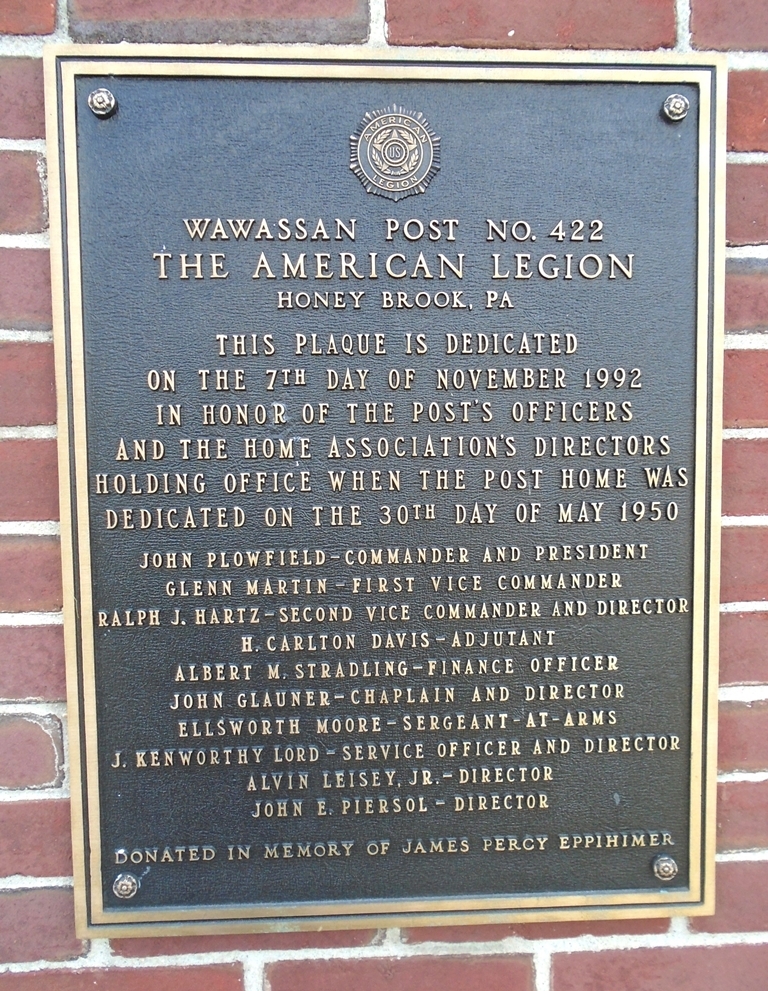 AMERICAN
US
LEGION
WAWASSAN POST NO. 422
THE AMERICAN LEGION
HONEY BROOK, PA
THIS PLAQUE IS DEDICATED
ON THE 7TH DAY OF NOVEMBER 1992
IN HONOR OF THE POST'S OFFICERS
AND THE HOME ASSOCIATION'S DIRECTORS
HOLDING OFFICE WHEN THE POST HOME WAS
DEDICATED ON THE 30TH DAY OF MAY 1950
JOHN PLOWFIELD-COMMANDER AND PRESIDENT
GLENN MARTIN-FIRST VICE COMMANDER
RALPH J. HARTZ-SECOND VICE COMMANDER AND DIRECTOR
H. CARLTON DAVIS-ADJUTANT
ALBERT M. STRADLING-FINANCE OFFICER
JOHN GLAUNER-CHAPLAIN AND DIRECTOR
ELLSWORTH MOORE-SERGEANT-AT-ARMS
J. KENWORTHY LORD-SERVICE OFFICER AND DIRECTOR
ALVIN LEISEY, JR.-DIRECTOR
JOHN E. PIERSOL-DIRECTOR
DONATED IN MEMORY OF JAMES PERCY EPPIHIMER